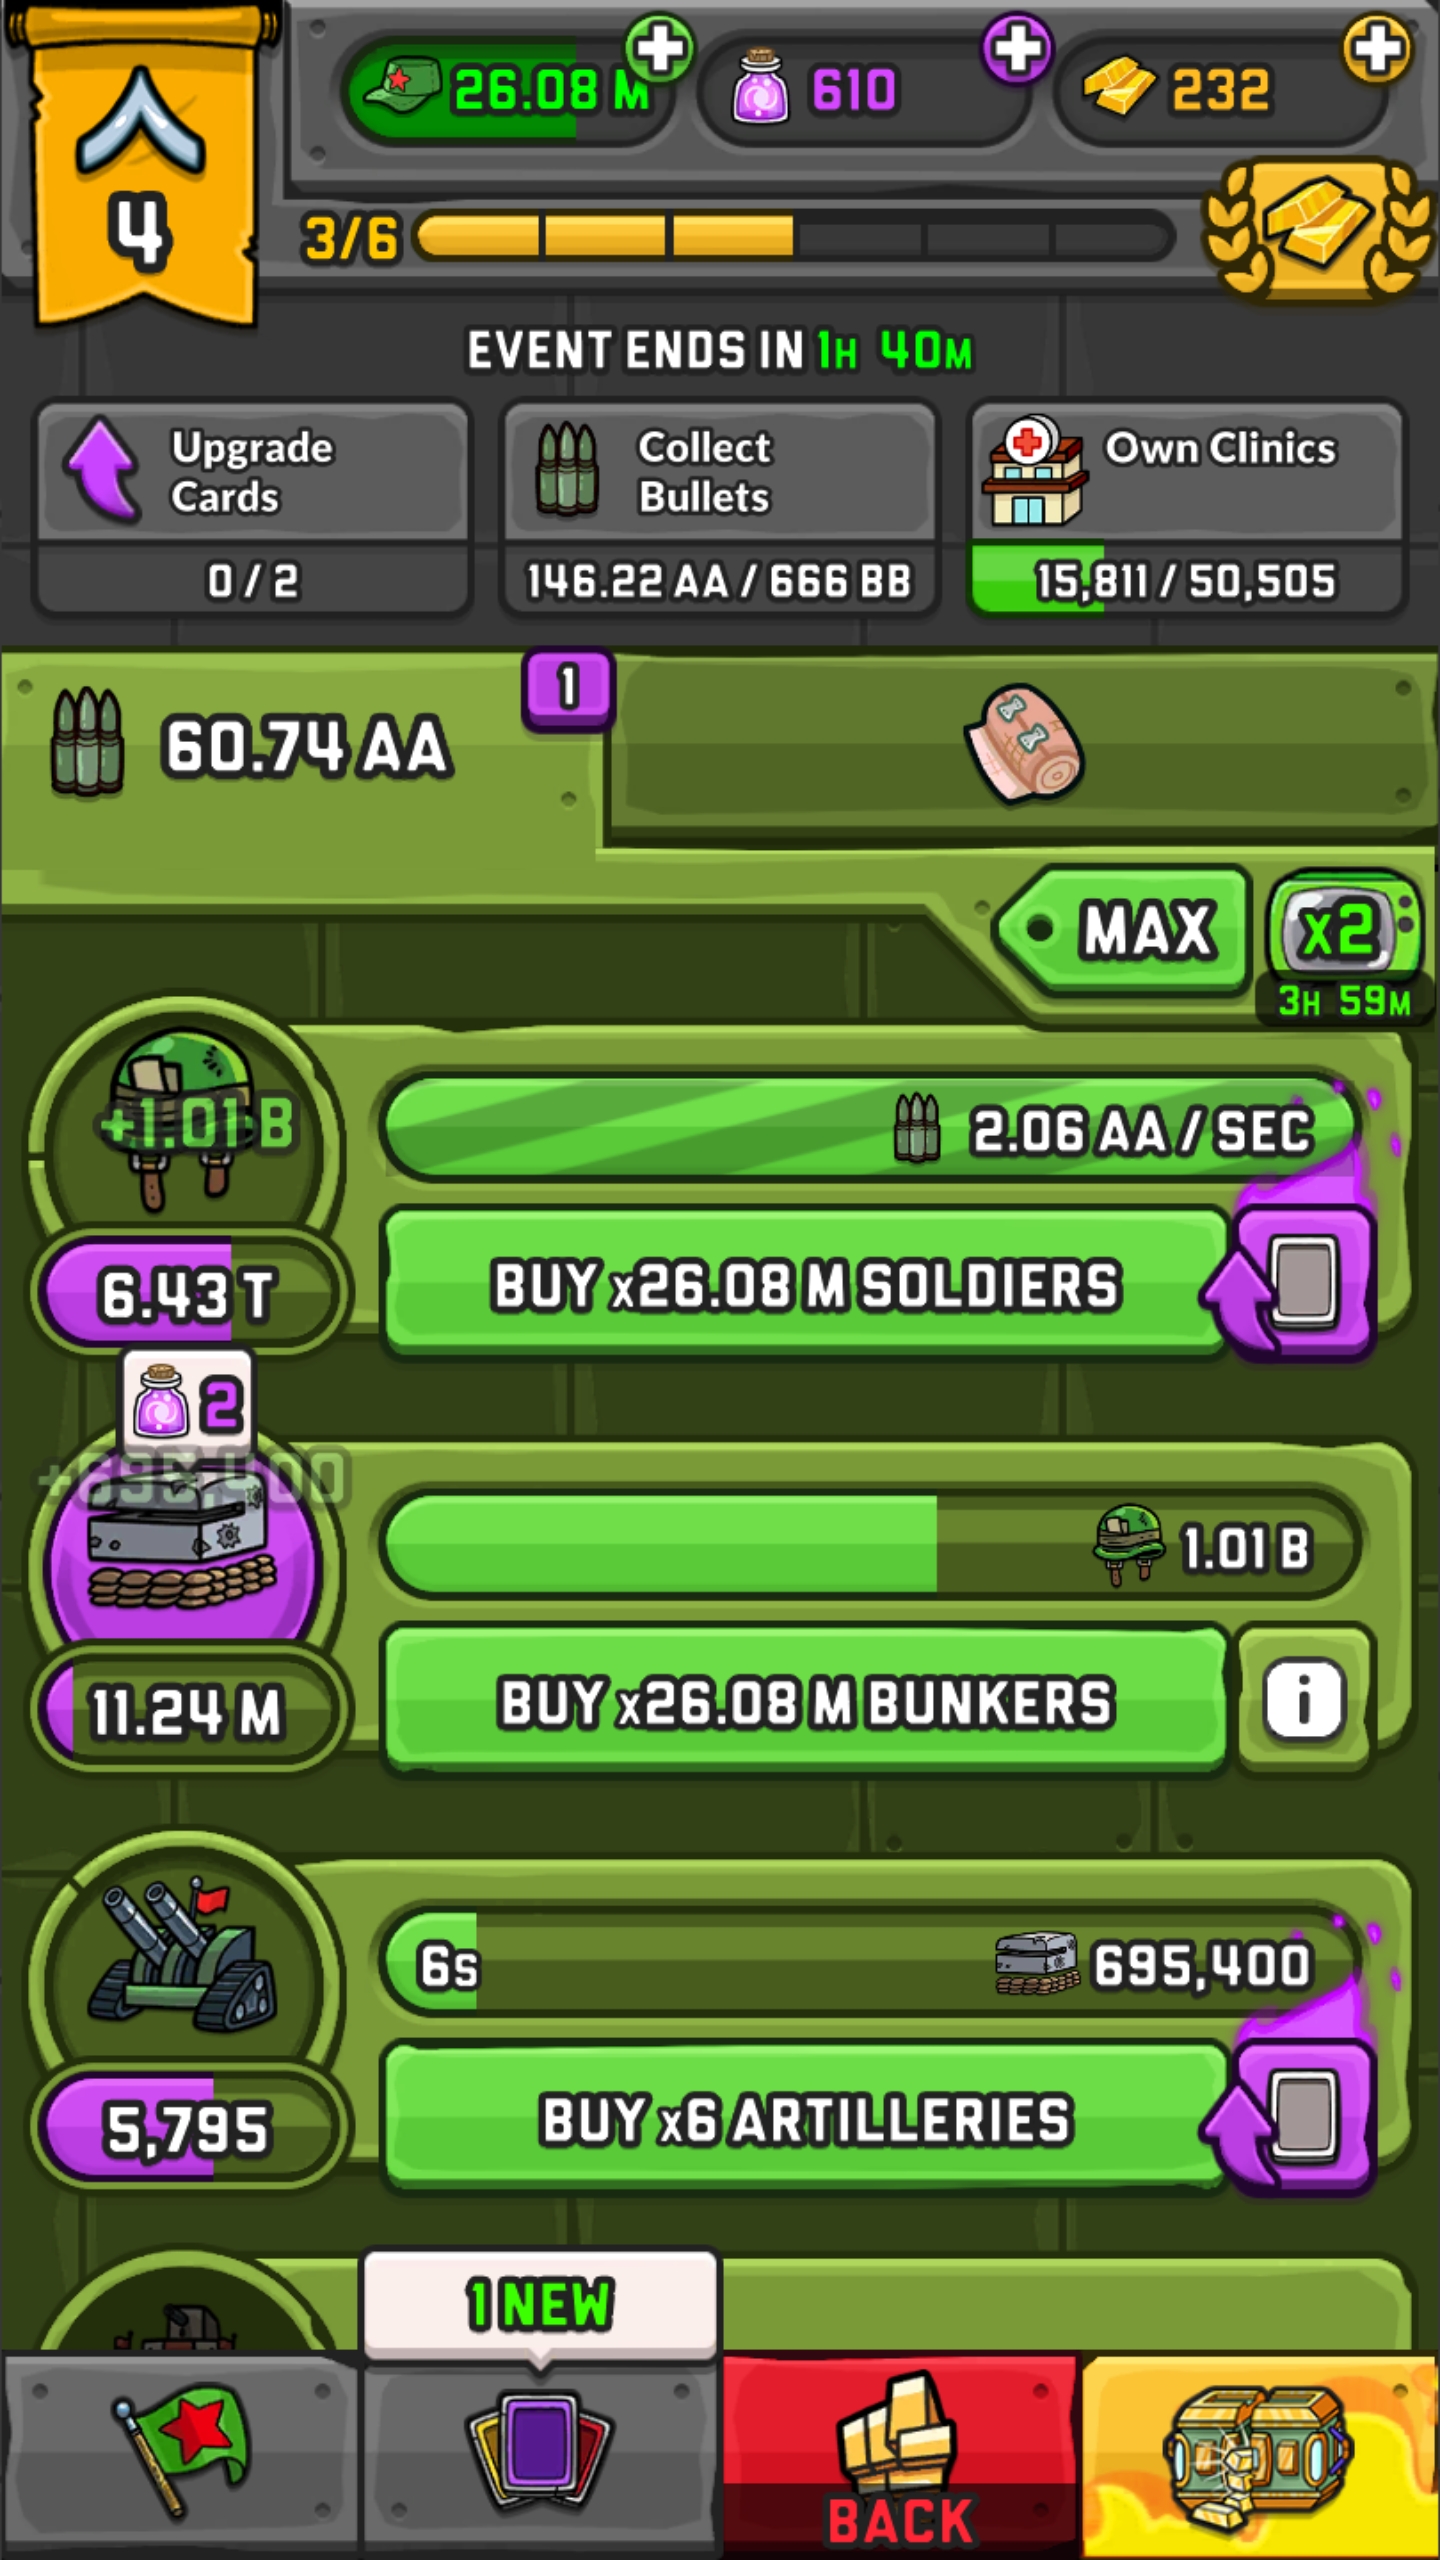 4
26.08 M
610
232
3/6
EVENT ENDS IN 1H 40M
Upgrade
Cards
0 / 2
Collect
Bullets
146.22 AA / 666 BB
Own Clinics
15,811 / 50,505
60.74 AA
1
MAX
x2
3H 59M
+1.01 B
2.06 AA / SEC
6.43 T
BUY x26.08 M SOLDIERS
2
+695,400
1.01 B
11.24 M
BUY x26.08 M BUNKERS
i
6s
695,400
5,795
BUY x6 ARTILLERIES
1 NEW
BACK